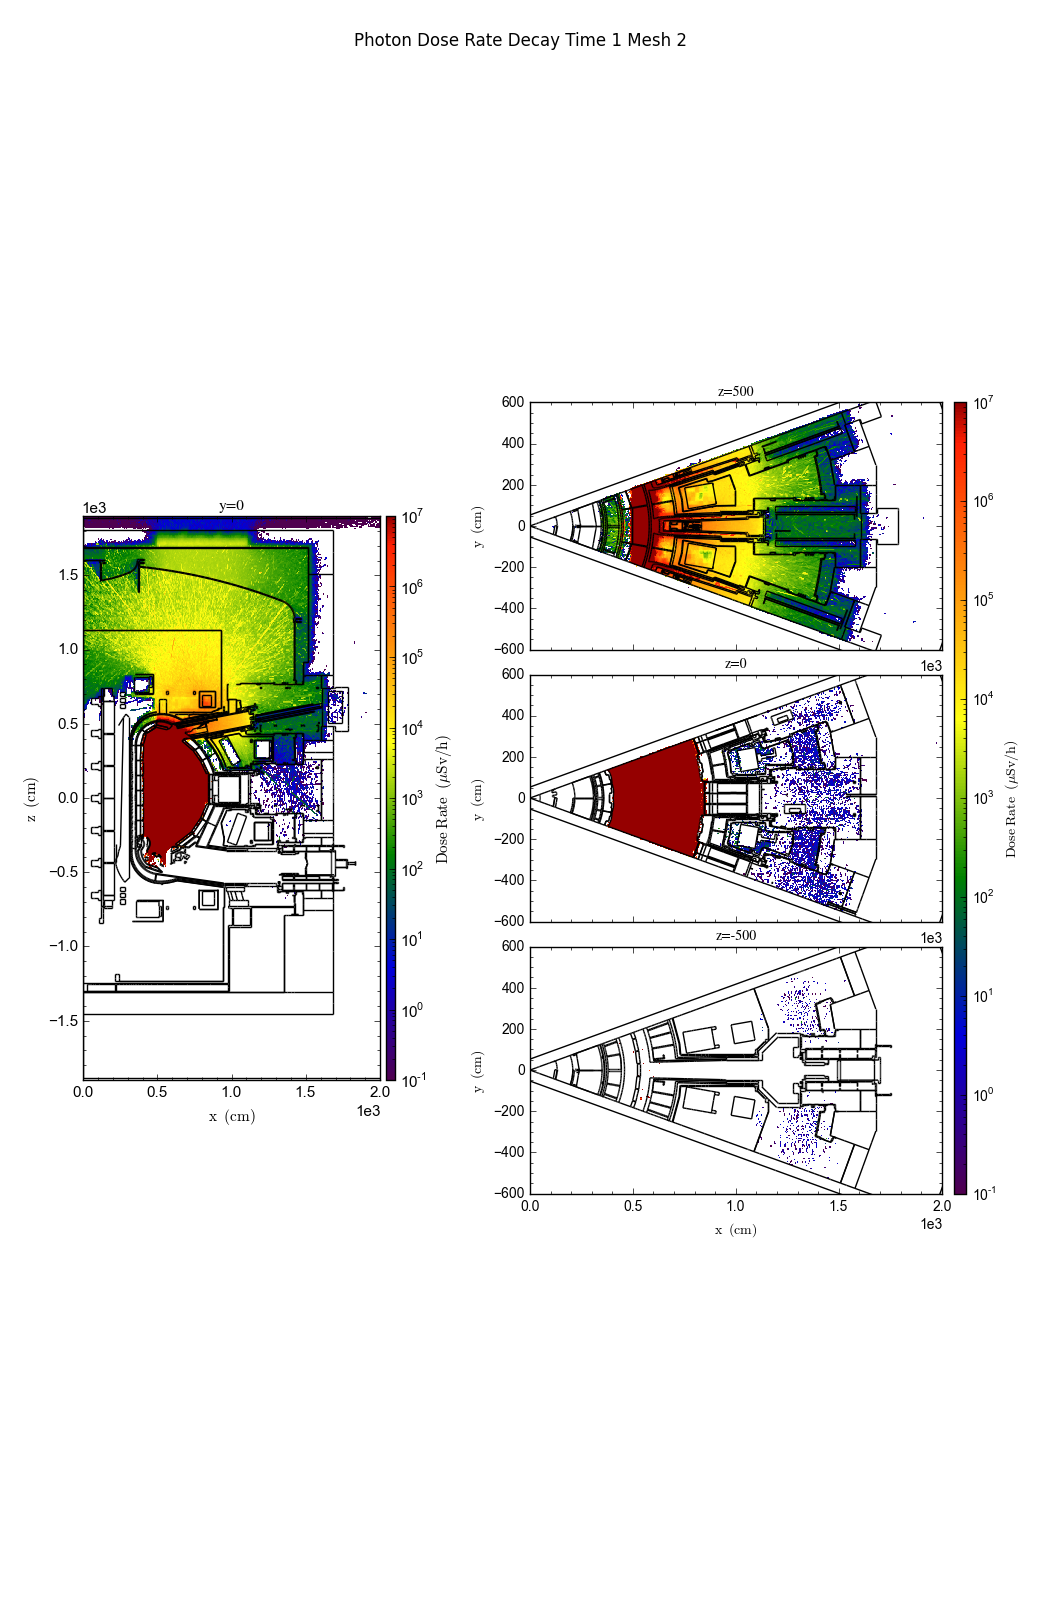 Photon Dose Rate Decay Time 1 Mesh 2
1e3
y=0
1.5
1.0
0.5
0.0
−0.5
−1.0
−1.5
z (cm)
0.0 0.5 1.0 1.5 2.0
1e3
x (cm)
10^7
10^6
10^5
10^4
10^3
10^2
10^1
10^0
10^-1
Dose Rate (μSv/h)
z=500
600
400
200
0
−200
−400
−600
y (cm)
1e3
z=0
600
400
200
0
−200
−400
−600
y (cm)
1e3
z=-500
600
400
200
0
−200
−400
−600
y (cm)
0.0 0.5 1.0 1.5 2.0
1e3
x (cm)
10^7
10^6
10^5
10^4
10^3
10^2
10^1
10^0
10^-1
Dose Rate (μSv/h)